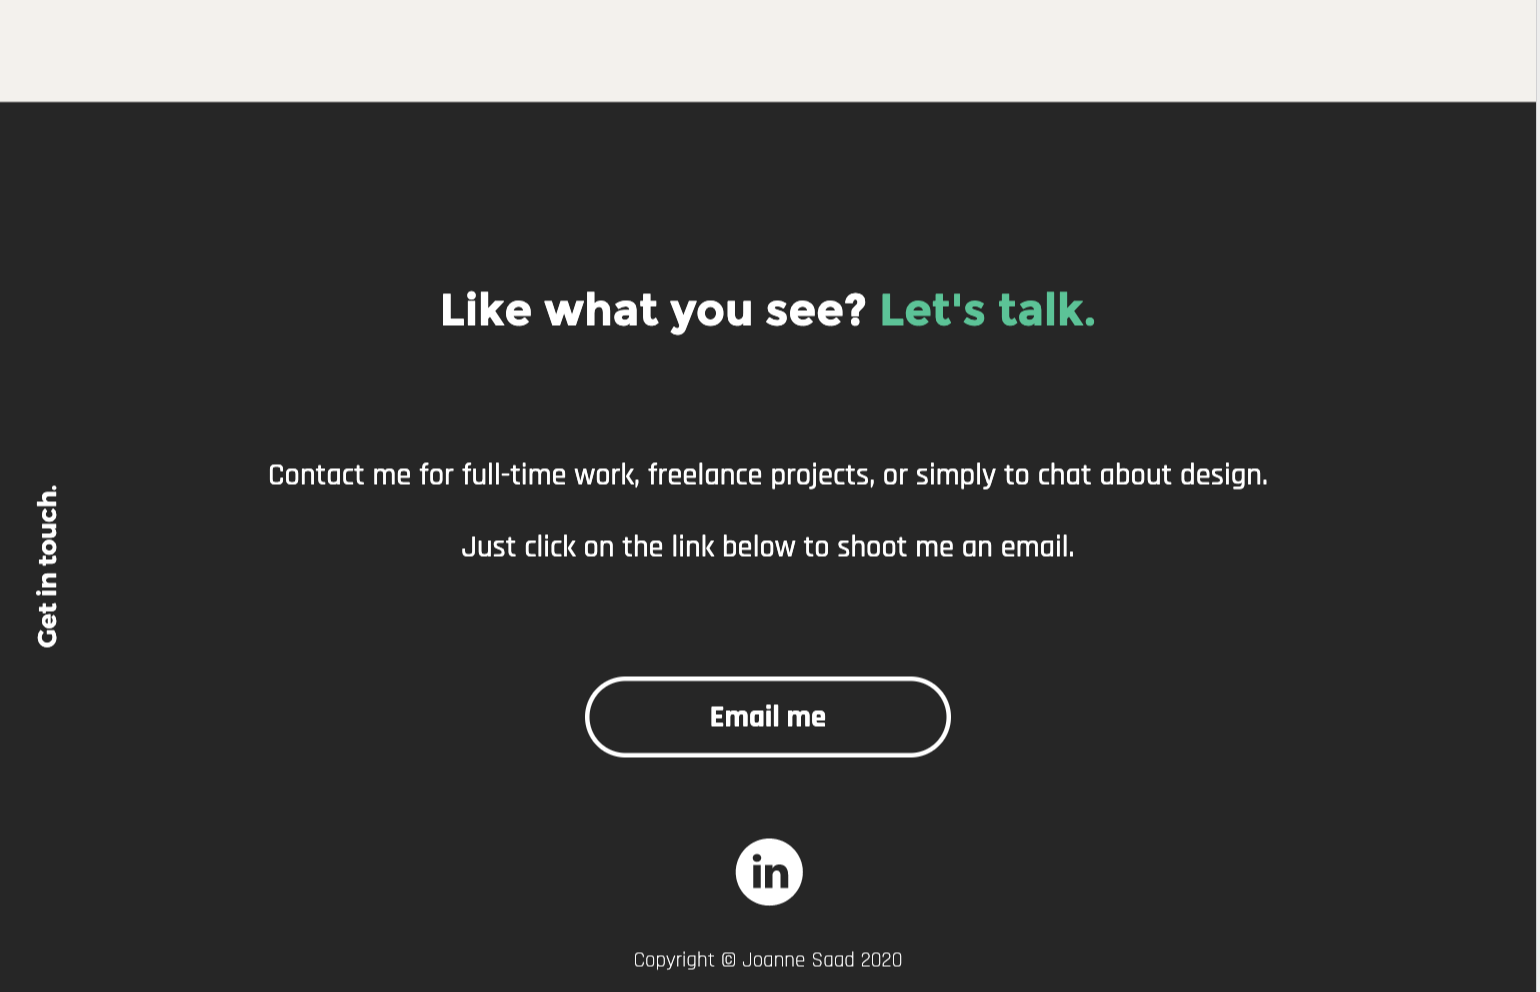 Like what you see? Let's talk.
Contact me for full-time work, freelance projects, or simply to chat about design.
Just click on the link below to shoot me an email.
Get in touch.
Email me
in
Copyright © Joanne Saad 2020